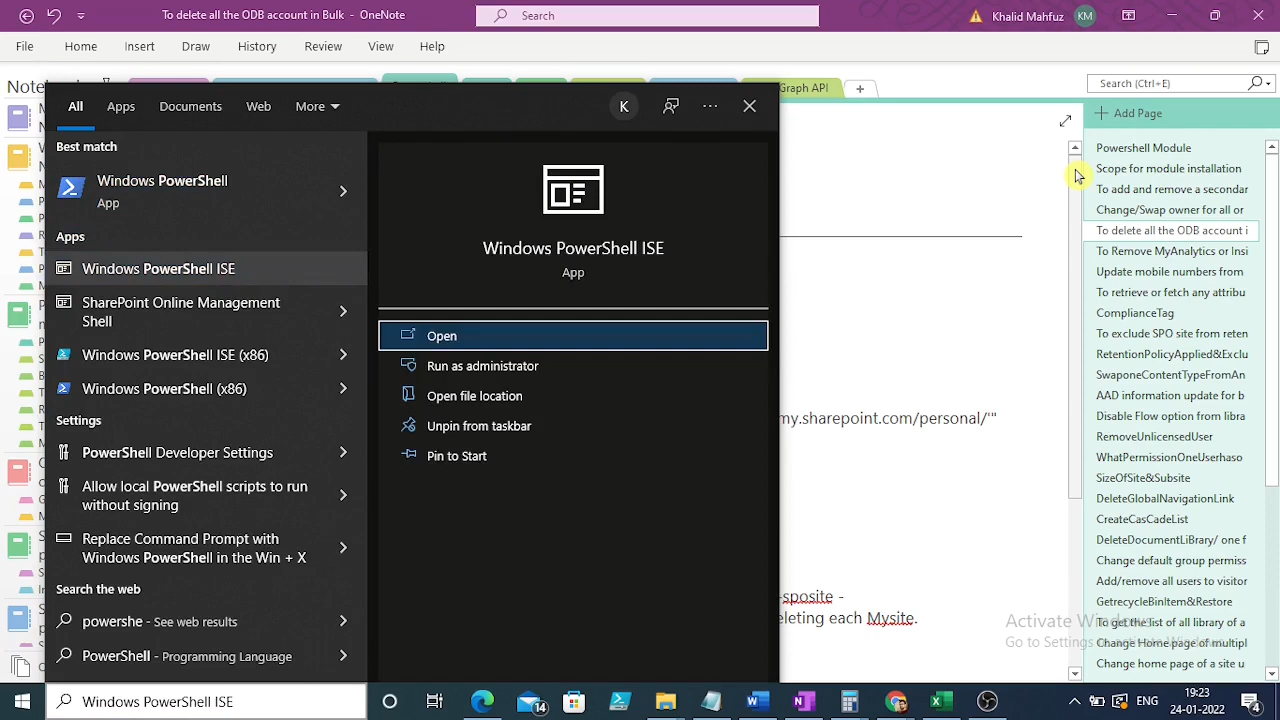 To delete all the ODB account in Bulk - OneNote
Search
Khalid Mahfuz
KM
File
Home
Insert
Draw
History
Review
View
Help
Note
Graph API
Search (Ctrl+E)
All
Apps
Documents
Web
More
K
Best match
Windows PowerShell
App
Apps
Windows PowerShell ISE
SharePoint Online Management
Shell
Windows PowerShell ISE (x86)
Windows PowerShell (x86)
Settings
PowerShell Developer Settings
Allow local PowerShell scripts to run
without signing
Replace Command Prompt with
Windows PowerShell in the Win + X
Search the web
powershe - See web results
PowerShell - Programming Language
Windows PowerShell ISE
App
Open
Run as administrator
Open file location
Unpin from taskbar
Pin to Start
my.sharepoint.com/personal/'"
-sposite -
eleting each Mysite.
Add Page
Powershell Module
Scope for module installation
To add and remove a secondar
Change/Swap owner for all or
To delete all the ODB account i
To Remove MyAnalytics or Insi
Update mobile numbers from
To retrieve or fetch any attribu
ComplianceTag
To exclude SPO site from reten
RetentionPolicyApplied&Exclu
SwaponeContentTypeFromAn
AAD information update for b
Disable Flow option from libra
RemoveUnlicensedUser
WhatPermissionOneUserhaso
SizeOfSite&Subsite
DeleteGlobalNavigationLink
CreateCasCadeList
DeleteDocumentLIBrary/ one f
Change default group permiss
Add/remove all users to visitor
GetrecycleBinItem&Restore
To get the list of all library of a
Change Home page of multipl
Change home page of a site u
Activate Windows
Go to Settings to activate Windows.
Windows PowerShell ISE
14
ENG
19:23
24-01-2022
4